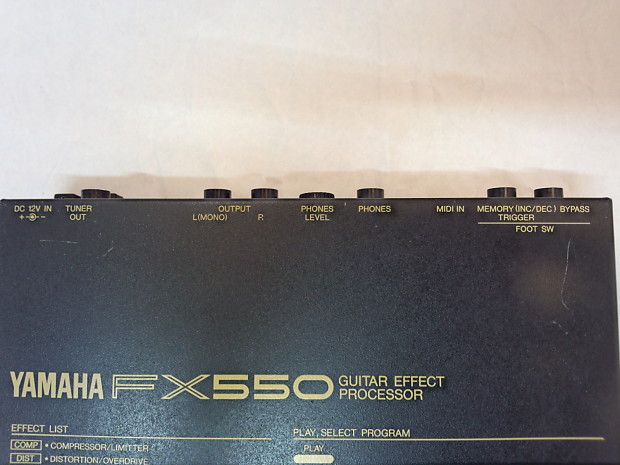 DC 12V IN TUNER OUTPUT PHONES PHONES MIDI IN MEMORY (INC/DEC) BYPASS
OUT L(MONO) R LEVEL TRIGGER
FOOT SW
YAMAHA FX550 GUITAR EFFECT
PROCESSOR
EFFECT LIST PLAY, SELECT PROGRAM
COMP • COMPRESSOR/LIMITTER PLAY
DIST • DISTORTION/OVERDRIVE